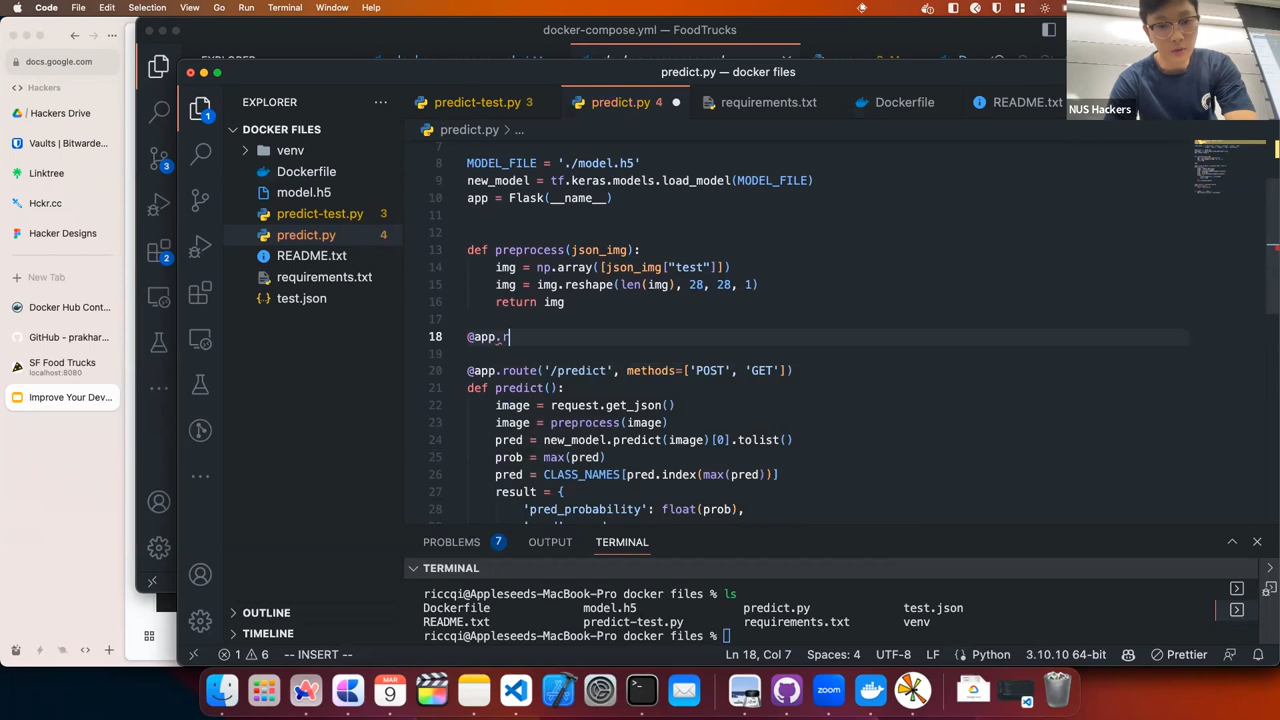 Code File Edit Selection View Go Run Terminal Window Help
docker-compose.yml — FoodTrucks
docs.google.com
Hackers
/ Hackers Drive
Vaults | Bitwarde...
Linktree
Hckr.cc
Hacker Designs
New Tab
Docker Hub Cont...
GitHub - prakhar...
SF Food Trucks
localhost:8080
Improve Your Dev...
3
2
predict.py — docker files
NUS Hackers
1
EXPLORER
DOCKER FILES
venv
Dockerfile
model.h5
predict-test.py 3
predict.py 4
README.txt
requirements.txt
test.json
OUTLINE
TIMELINE
predict-test.py 3 predict.py 4 requirements.txt Dockerfile README.txt
predict.py > ...
7
8 MODEL_FILE = './model.h5'
9 new_model = tf.keras.models.load_model(MODEL_FILE)
10 app = Flask(__name__)
11
12
13 def preprocess(json_img):
14 img = np.array([json_img["test"]])
15 img = img.reshape(len(img), 28, 28, 1)
16 return img
17
18 @app.r
19
20 @app.route('/predict', methods=['POST', 'GET'])
21 def predict():
22 image = request.get_json()
23 image = preprocess(image)
24 pred = new_model.predict(image)[0].tolist()
25 prob = max(pred)
26 pred = CLASS_NAMES[pred.index(max(pred))]
27 result = {
28 'pred_probability': float(prob),
PROBLEMS 7 OUTPUT TERMINAL
TERMINAL
riccqi@Appleseeds-MacBook-Pro docker files % ls
Dockerfile model.h5 predict.py test.json
README.txt predict-test.py requirements.txt venv
riccqi@Appleseeds-MacBook-Pro docker files %
1 6 -- INSERT -- Ln 18, Col 7 Spaces: 4 UTF-8 LF Python 3.10.10 64-bit Prettier
MAR
9
zoom